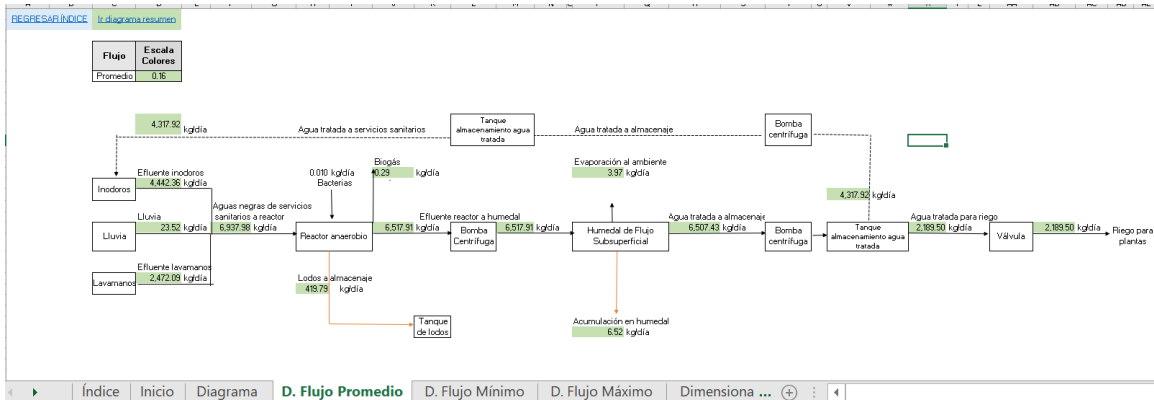 REGRESAR ÍNDICE
Ir diagrama resumen
Flujo
Escala Colores
Promedio
0.16
4,317.92 kg/día
Agua tratada a servicios sanitarios
Tanque almacenamiento agua tratada
Agua tratada a almacenaje
Bomba centrífuga
Inodoros
Efluente inodoros
4,442.36 kg/día
0.010 kg/día
Bacterias
Biogás
0.29 kg/día
Evaporación al ambiente
3.97 kg/día
4,317.92 kg/día
Lluvia
Lluvia
23.52 kg/día
Aguas negras de servicios sanitarios a reactor
6,937.98 kg/día
Reactor anaerobio
6,517.91 kg/día
Efluente reactor a humedal
Bomba Centrífuga
6,517.91 kg/día
Humedal de Flujo Subsuperficial
Agua tratada a almacenaje
6,507.43 kg/día
Bomba centrífuga
Tanque almacenamiento agua tratada
Agua tratada para riego
2,189.50 kg/día
Válvula
2,189.50 kg/día
Riego para plantas
Lavamanos
Efluente lavamanos
2,472.09 kg/día
Lodos a almacenaje
419.79 kg/día
Tanque de lodos
Acumulación en humedal
6.52 kg/día
Índice
Inicio
Diagrama
D. Flujo Promedio
D. Flujo Mínimo
D. Flujo Máximo
Dimensiona ...